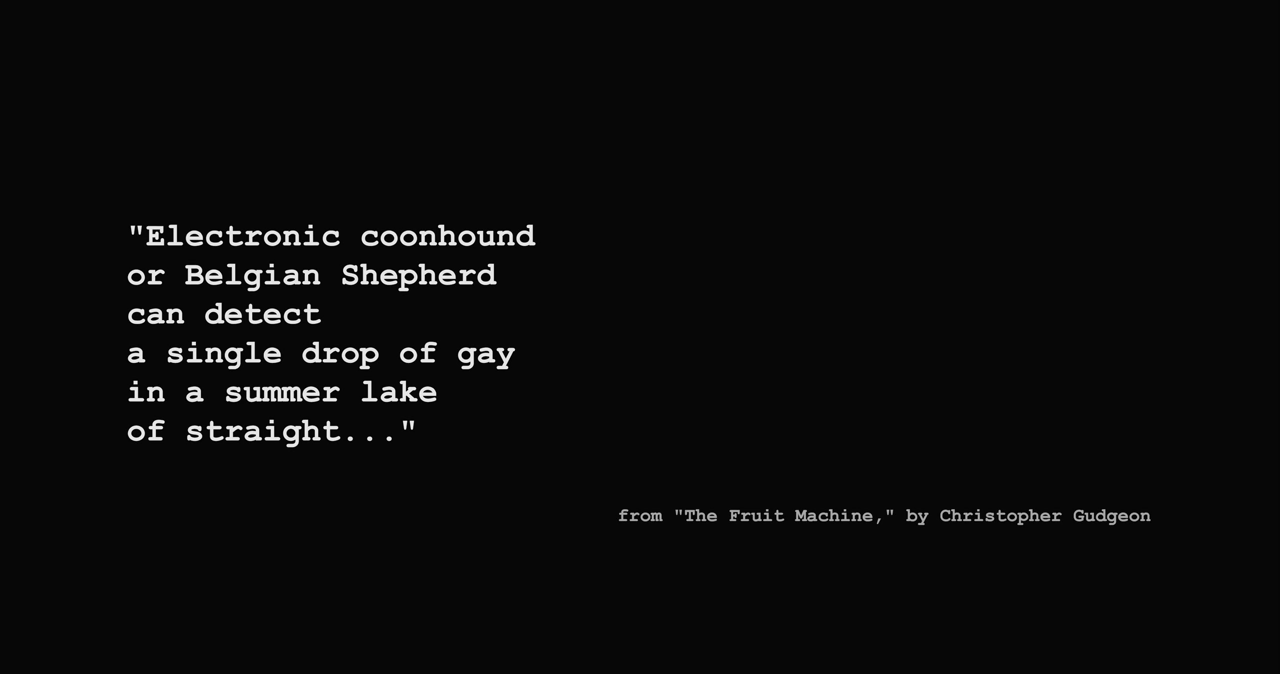 "Electronic coonhound
or Belgian Shepherd
can detect
a single drop of gay
in a summer lake
of straight..."
from "The Fruit Machine," by Christopher Gudgeon